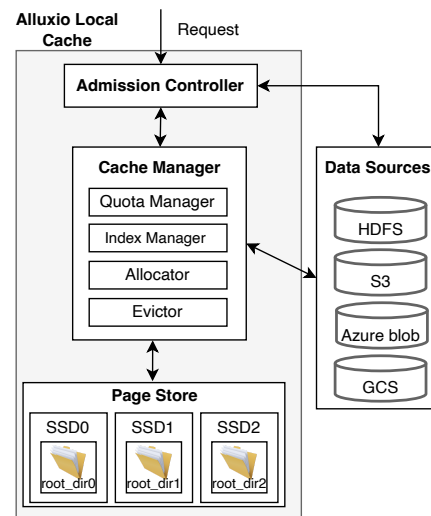 Alluxio Local
Cache
Request
Admission Controller
Cache Manager
Quota Manager
Index Manager
Allocator
Evictor
Data Sources
HDFS
S3
Azure blob
GCS
Page Store
SSD0 SSD1 SSD2
root_dir0 root_dir1 root_dir2